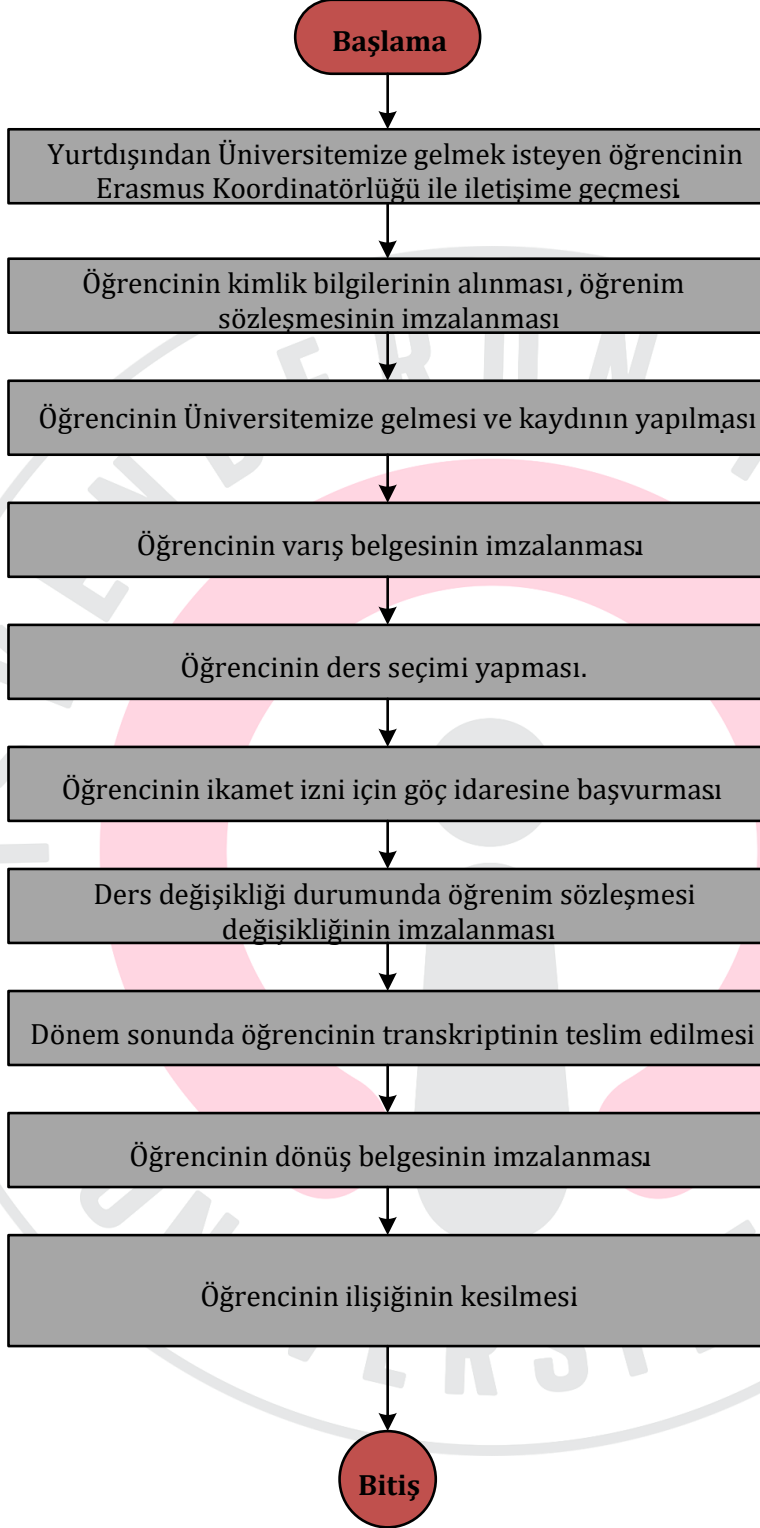 Başlama
Yurtdışından Üniversitemize gelmek isteyen öğrencinin
Erasmus Koordinatörlüğü ile iletişime geçmesi.
Öğrencinin kimlik bilgilerinin alınması, öğrenim
sözleşmesinin imzalanması
Öğrencinin Üniversitemize gelmesi ve kaydının yapılması.
Öğrencinin varış belgesinin imzalanması.
Öğrencinin ders seçimi yapması.
Öğrencinin ikamet izni için göç idaresine başvurması.
Ders değişikliği durumunda öğrenim sözleşmesi
değişikliğinin imzalanması.
Dönem sonunda öğrencinin transkriptinin teslim edilmesi.
Öğrencinin dönüş belgesinin imzalanması.
Öğrencinin ilişiğinin kesilmesi.
Bitiş